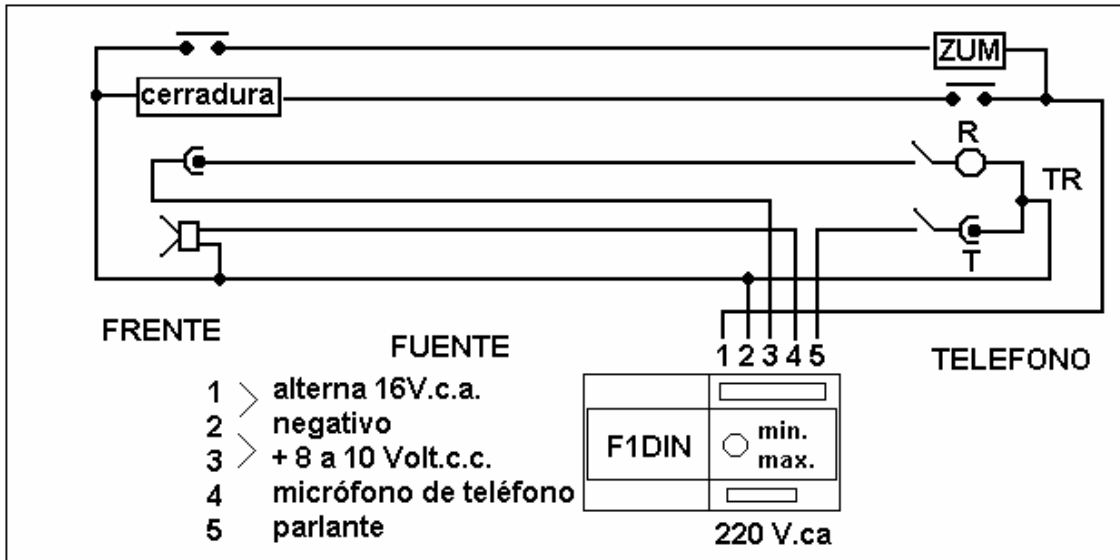 ZUM
cerradura
R
TR
T
FRENTE
FUENTE
1 2 3 4 5
TELEFONO
1 alterna 16V.c.a.
2 negativo
3 + 8 a 10 Volt.c.c.
4 micrófono de teléfono
5 parlante
F1DIN
min.
max.
220 V.ca